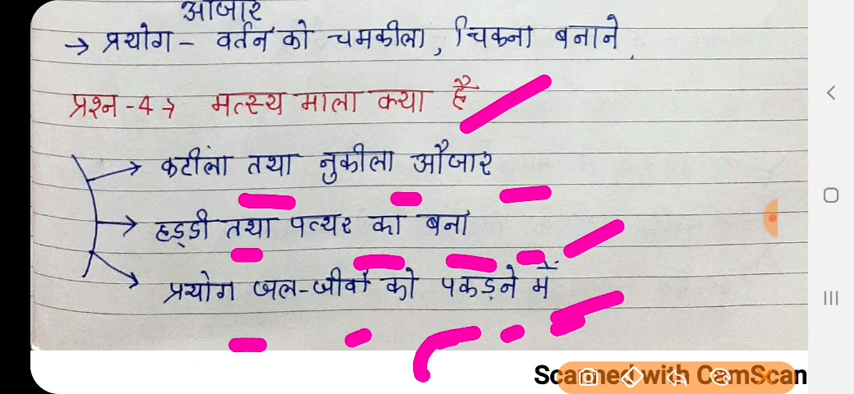 औजार
→ प्रयोग - वर्तन को चमकीला, चिकना बनाने
प्रश्न-4→ मत्स्य माला क्या है
→ कटीला तथा नुकीला औजार
→ हड्डी तथा पत्थर का बना
→ प्रयोग जल-जीवों को पकड़ने में
Scanned with CamScan